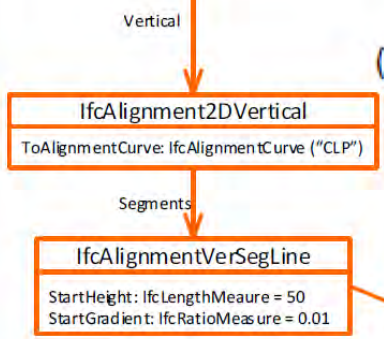 Vertical
IfcAlignment2DVertical
ToAlignmentCurve: IfcAlignmentCurve ("CLP")
Segments
IfcAlignmentVerSegLine
StartHeight: IfcLengthMeaure = 50
StartGradient: IfcRatioMeasure = 0.01